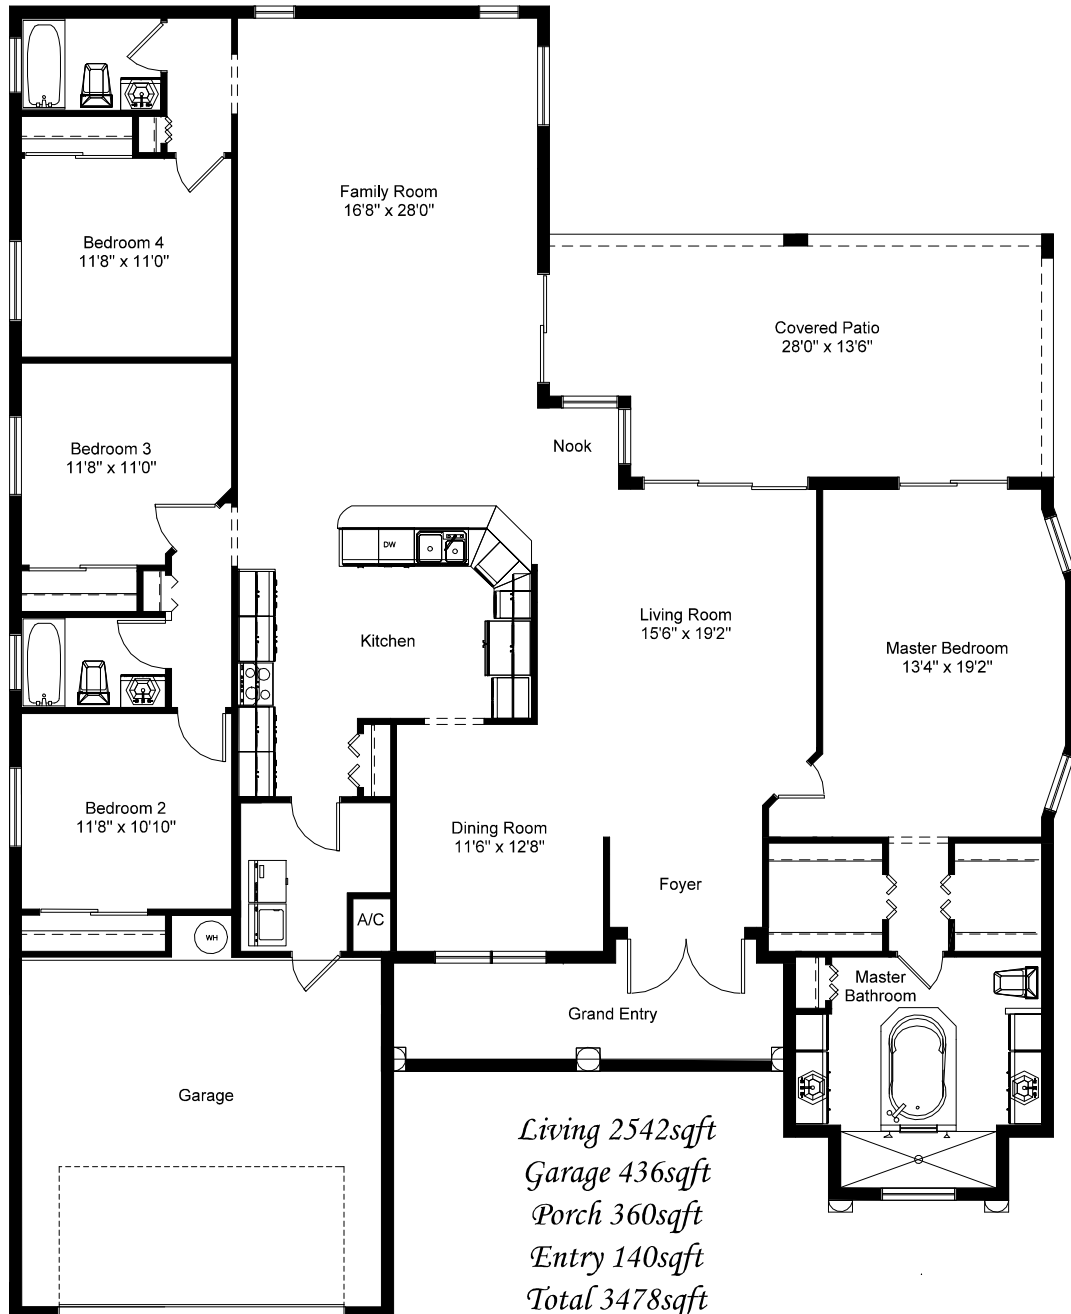 Family Room
16'8" x 28'0"
Bedroom 4
11'8" x 11'0"
Covered Patio
28'0" x 13'6"
Nook
Bedroom 3
11'8" x 11'0"
DW
Living Room
15'6" x 19'2"
Kitchen
Master Bedroom
13'4" x 19'2"
Bedroom 2
11'8" x 10'10"
Dining Room
11'6" x 12'8"
Foyer
A/C
WH
Master
Bathroom
Grand Entry
Garage
Living 2542sqft
Garage 436sqft
Porch 360sqft
Entry 140sqft
Total 3478sqft